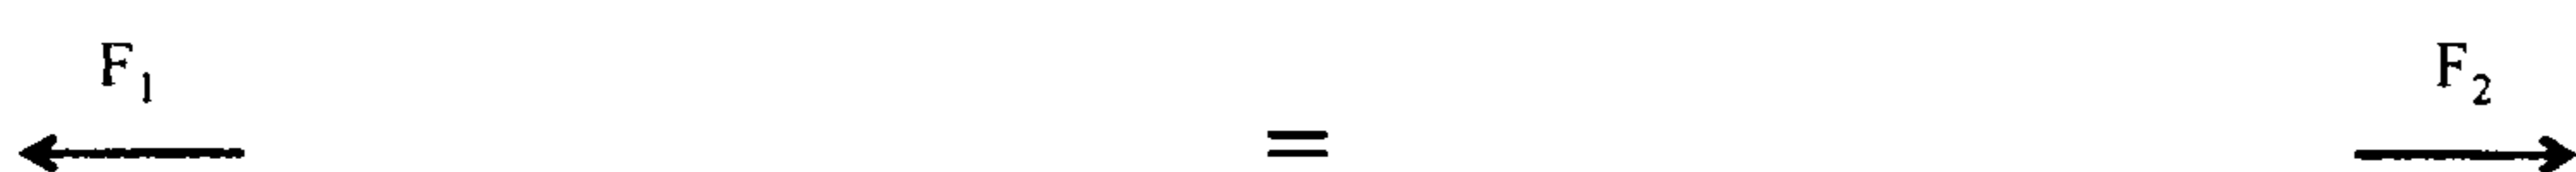 F₁ = F₂